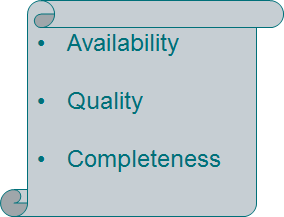 • Availability
• Quality
• Completeness